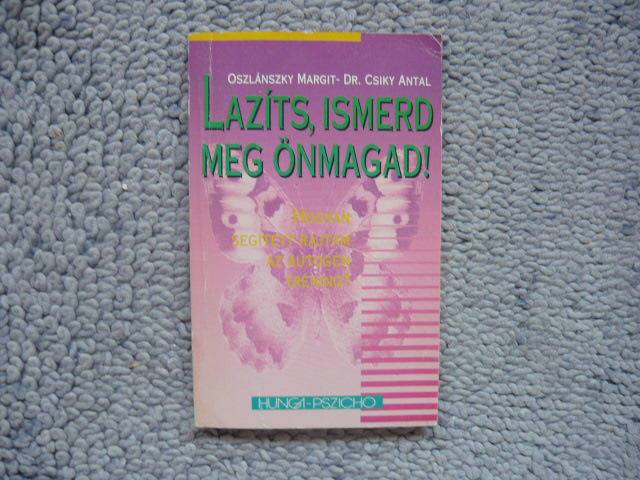 OSZLÁNSZKY MARGIT- DR. CSIKY ANTAL
LAZÍTS, ISMERD
MEG ÖNMAGAD!
HOGYAN
SEGÍTETT RAJTAM
AZ AUTOGÉN
TRÉNING?
HUNGA-PSZICHO